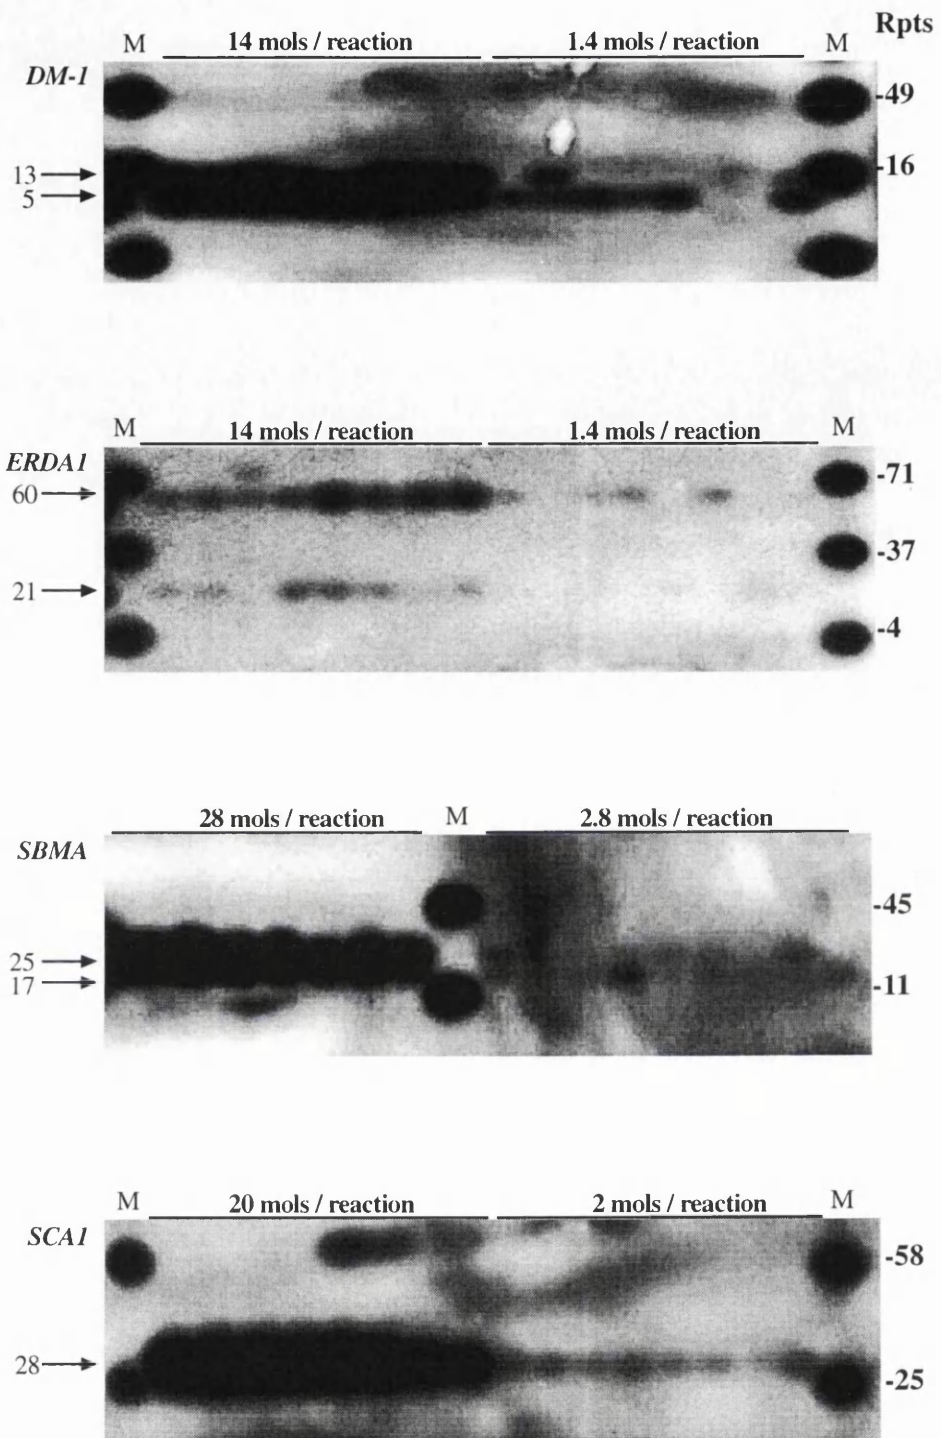 Rpts
M 14 mols / reaction 1.4 mols / reaction M
DM-1
-49
13 -16
5
M 14 mols / reaction 1.4 mols / reaction M
ERDA1 -71
60
-37
21
-4
28 mols / reaction M 2.8 mols / reaction
SBMA
-45
25
17 -11
M 20 mols / reaction 2 mols / reaction M
SCA1
-58
28
-25